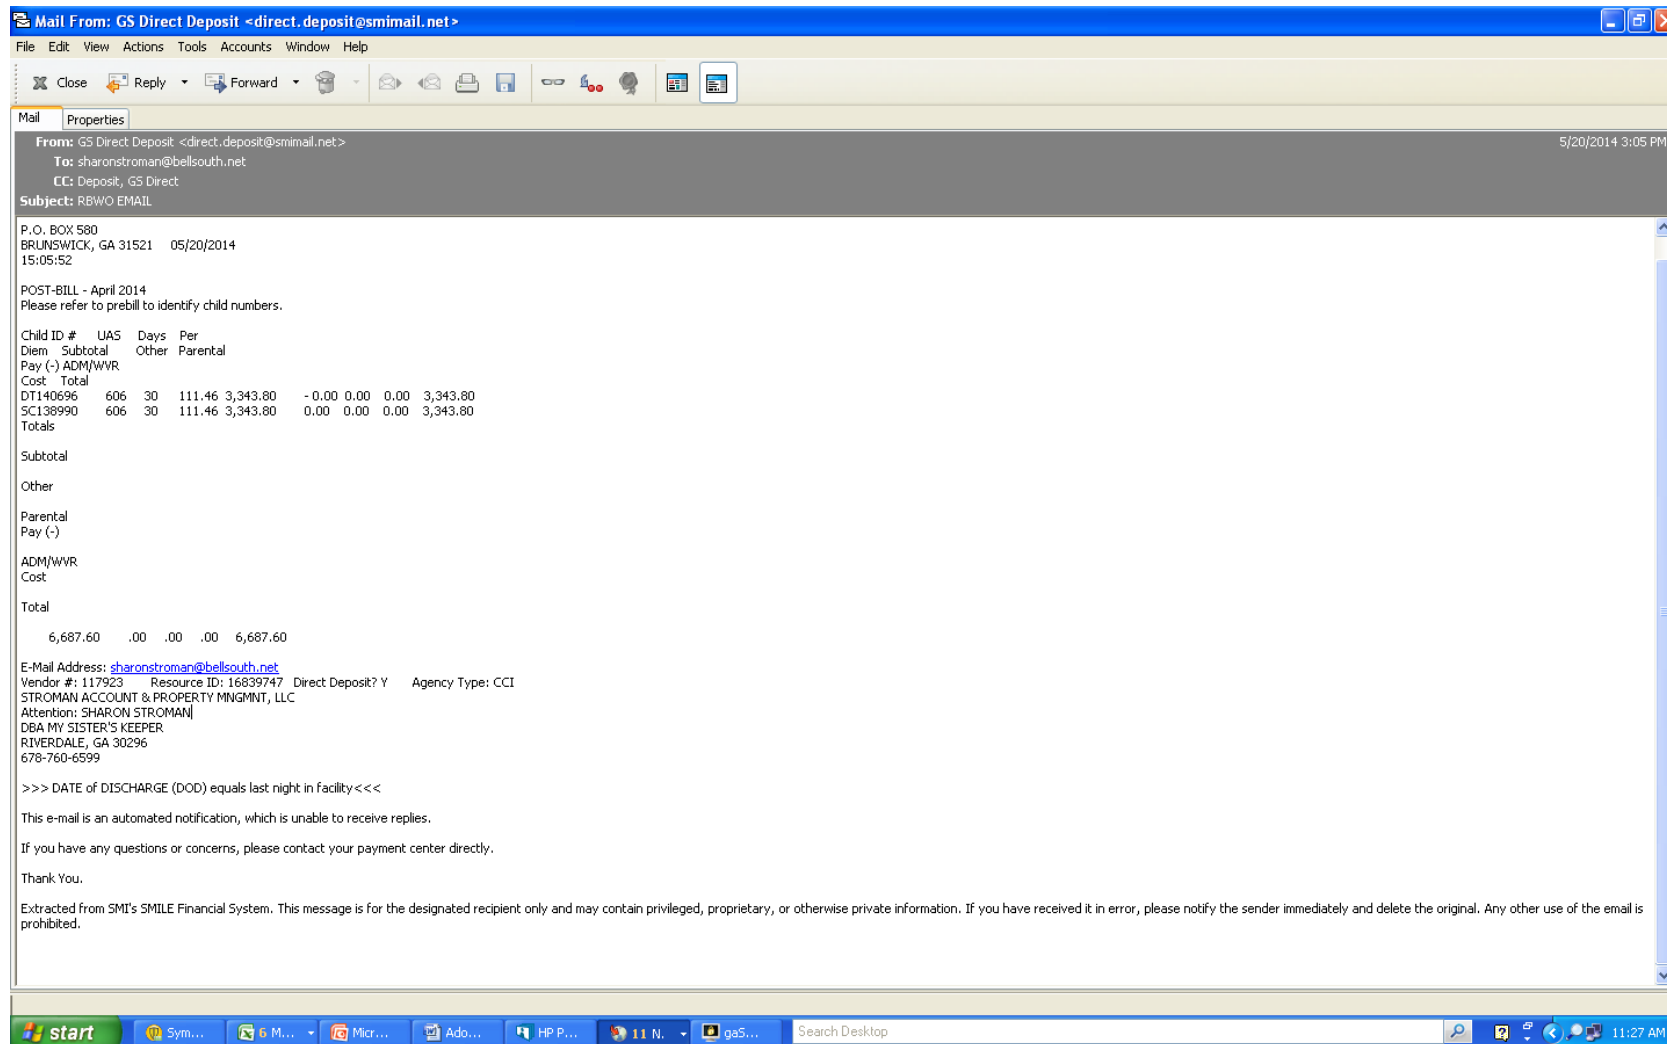 Mail From: GS Direct Deposit <direct.deposit@smimail.net>
File Edit View Actions Tools Accounts Window Help
Close Reply Forward
Mail Properties
From: GS Direct Deposit <direct.deposit@smimail.net> 5/20/2014 3:05 PM
To: sharonstroman@bellsouth.net
CC: Deposit, GS Direct
Subject: RBWO EMAIL
P.O. BOX 580
BRUNSWICK, GA 31521 05/20/2014
15:05:52
POST-BILL - April 2014
Please refer to prebill to identify child numbers.
Child ID # UAS Days Per
Diem Subtotal Other Parental
Pay (-) ADM/WVR
Cost Total
DT140696 606 30 111.46 3,343.80 - 0.00 0.00 0.00 3,343.80
SC138990 606 30 111.46 3,343.80 0.00 0.00 0.00 3,343.80
Totals
Subtotal
Other
Parental
Pay (-)
ADM/WVR
Cost
Total
6,687.60 .00 .00 .00 6,687.60
E-Mail Address: sharonstroman@bellsouth.net
Vendor #: 117923 Resource ID: 16839747 Direct Deposit? Y Agency Type: CCI
STROMAN ACCOUNT & PROPERTY MNGMNT, LLC
Attention: SHARON STROMAN
DBA MY SISTER'S KEEPER
RIVERDALE, GA 30296
678-760-6599
>>> DATE of DISCHARGE (DOD) equals last night in facility<<<
This e-mail is an automated notification, which is unable to receive replies.
If you have any questions or concerns, please contact your payment center directly.
Thank You.
Extracted from SMI's SMILE Financial System. This message is for the designated recipient only and may contain privileged, proprietary, or otherwise private information. If you have received it in error, please notify the sender immediately and delete the original. Any other use of the email is
prohibited.
start Sym... 6 M... Micr... Ado... HP P... 11 N. gaS... Search Desktop 11:27 AM